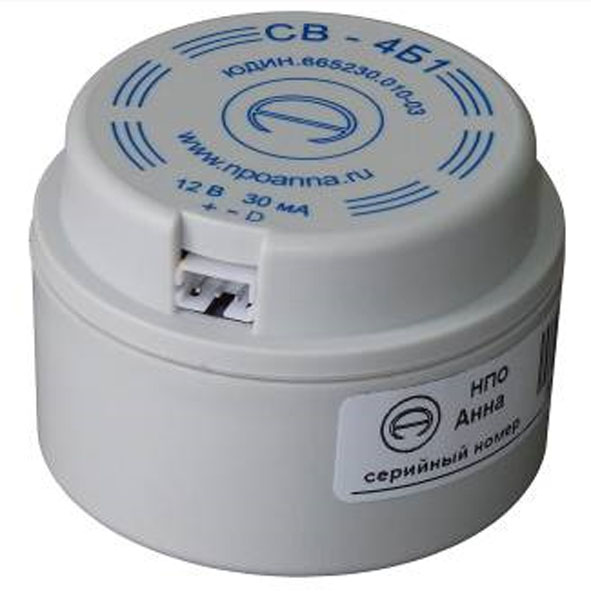 СВ - 4Б1
ЮДИН.665230.010-03
www.npoanna.ru
12 В 30 мА
+ - D
НПО
Анна
серийный номер